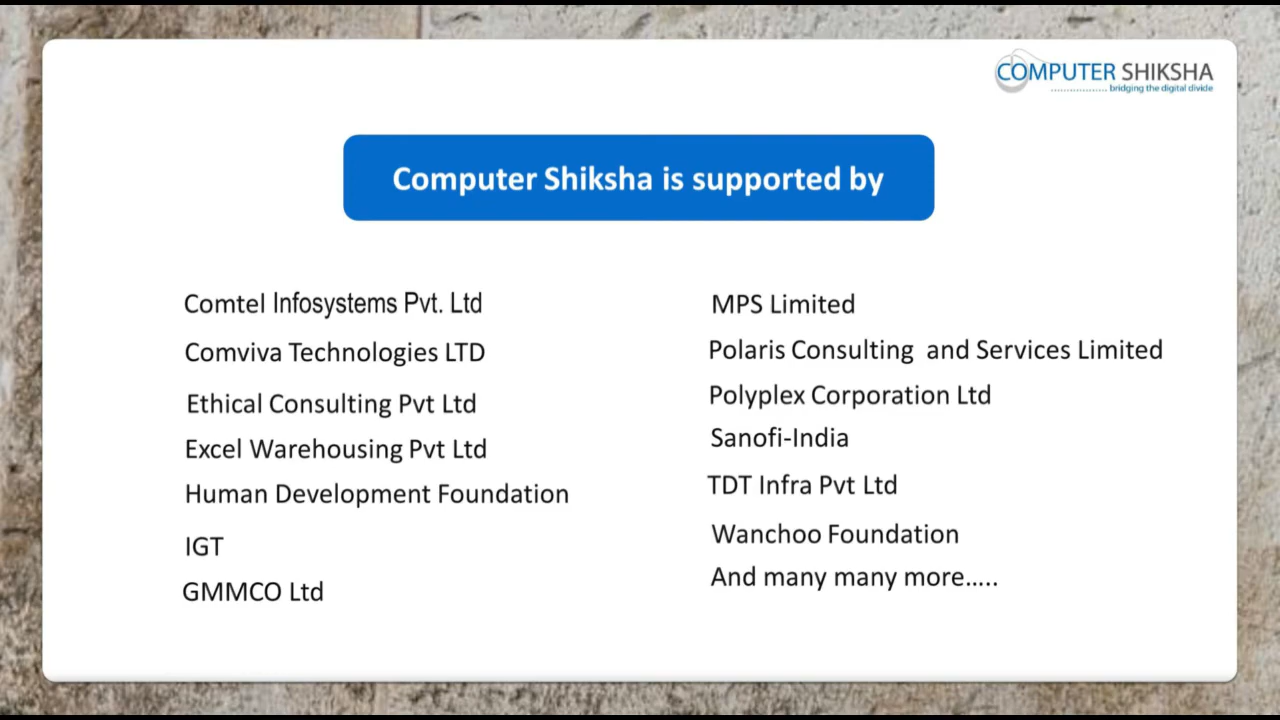 COMPUTER SHIKSHA
bridging the digital divide
Computer Shiksha is supported by
Comtel Infosystems Pvt. Ltd
Comviva Technologies LTD
Ethical Consulting Pvt Ltd
Excel Warehousing Pvt Ltd
Human Development Foundation
IGT
GMMCO Ltd
MPS Limited
Polaris Consulting and Services Limited
Polyplex Corporation Ltd
Sanofi-India
TDT Infra Pvt Ltd
Wanchoo Foundation
And many many more.....